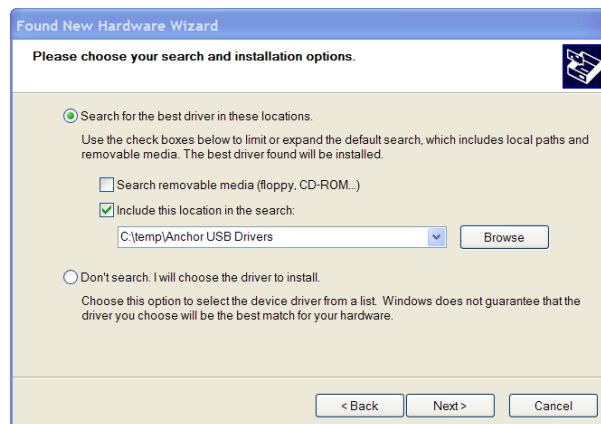 Found New Hardware Wizard
Please choose your search and installation options.
Search for the best driver in these locations.
Use the check boxes below to limit or expand the default search, which includes local paths and
removable media. The best driver found will be installed.
Search removable media (floppy, CD-ROM...)
Include this location in the search:
C:\temp\Anchor USB Drivers
Browse
Don't search. I will choose the driver to install.
Choose this option to select the device driver from a list. Windows does not guarantee that the
driver you choose will be the best match for your hardware.
< Back
Next >
Cancel